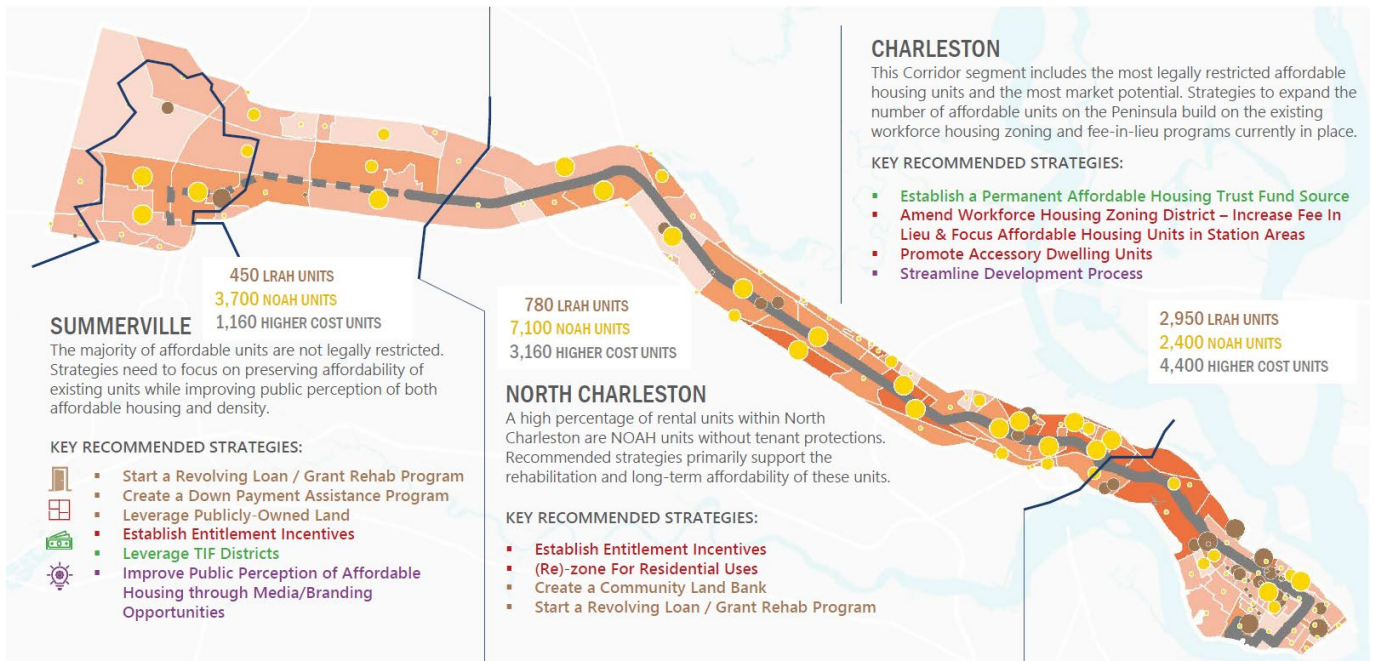 450 LRAH UNITS
3,700 NOAH UNITS
1,160 HIGHER COST UNITS
SUMMERVILLE
The majority of affordable units are not legally restricted.
Strategies need to focus on preserving affordability of
existing units while improving public perception of both
affordable housing and density.
KEY RECOMMENDED STRATEGIES:
▪ Start a Revolving Loan / Grant Rehab Program
▪ Create a Down Payment Assistance Program
▪ Leverage Publicly-Owned Land
▪ Establish Entitlement Incentives
▪ Leverage TIF Districts
▪ Improve Public Perception of Affordable
Housing through Media/Branding
Opportunities
780 LRAH UNITS
7,100 NOAH UNITS
3,160 HIGHER COST UNITS
NORTH CHARLESTON
A high percentage of rental units within North
Charleston are NOAH units without tenant protections.
Recommended strategies primarily support the
rehabilitation and long-term affordability of these units.
KEY RECOMMENDED STRATEGIES:
▪ Establish Entitlement Incentives
▪ (Re)-zone For Residential Uses
▪ Create a Community Land Bank
▪ Start a Revolving Loan / Grant Rehab Program
CHARLESTON
This Corridor segment includes the most legally restricted affordable
housing units and the most market potential. Strategies to expand the
number of affordable units on the Peninsula build on the existing
workforce housing zoning and fee-in-lieu programs currently in place.
KEY RECOMMENDED STRATEGIES:
▪ Establish a Permanent Affordable Housing Trust Fund Source
▪ Amend Workforce Housing Zoning District – Increase Fee In
Lieu & Focus Affordable Housing Units in Station Areas
▪ Promote Accessory Dwelling Units
▪ Streamline Development Process
2,950 LRAH UNITS
2,400 NOAH UNITS
4,400 HIGHER COST UNITS